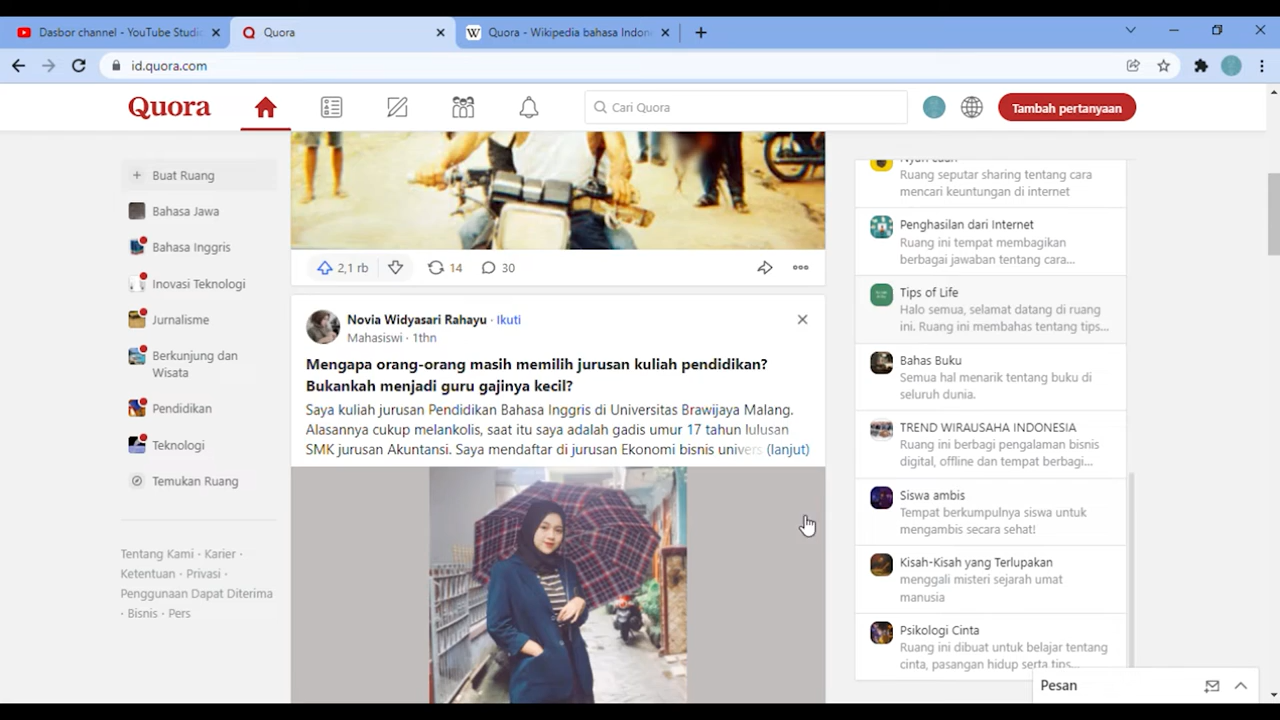 Dasbor channel - YouTube Studio
Quora
Quora - Wikipedia bahasa Indon
id.quora.com
Quora
Cari Quora
Tambah pertanyaan
+ Buat Ruang
Bahasa Jawa
Bahasa Inggris
Inovasi Teknologi
Jurnalisme
Berkunjung dan
Wisata
Pendidikan
Teknologi
Temukan Ruang
Tentang Kami · Karier ·
Ketentuan · Privasi ·
Penggunaan Dapat Diterima
· Bisnis · Pers
2,1 rb
14
30
Novia Widyasari Rahayu · Ikuti
Mahasiswi · 1thn
Mengapa orang-orang masih memilih jurusan kuliah pendidikan?
Bukankah menjadi guru gajinya kecil?
Saya kuliah jurusan Pendidikan Bahasa Inggris di Universitas Brawijaya Malang.
Alasannya cukup melankolis, saat itu saya adalah gadis umur 17 tahun lulusan
SMK jurusan Akuntansi. Saya mendaftar di jurusan Ekonomi bisnis univers (lanjut)
Ruang seputar sharing tentang cara
mencari keuntungan di internet
Penghasilan dari Internet
Ruang ini tempat membagikan
berbagai jawaban tentang cara...
Tips of Life
Halo semua, selamat datang di ruang
ini. Ruang ini membahas tentang tips...
Bahas Buku
Semua hal menarik tentang buku di
seluruh dunia.
TREND WIRAUSAHA INDONESIA
Ruang ini berbagi pengalaman bisnis
digital, offline dan tempat berbagi...
Siswa ambis
Tempat berkumpulnya siswa untuk
mengambis secara sehat!
Kisah-Kisah yang Terlupakan
menggali misteri sejarah umat
manusia
Psikologi Cinta
Ruang ini dibuat untuk belajar tentang
cinta, pasangan hidup serta tips...
Pesan